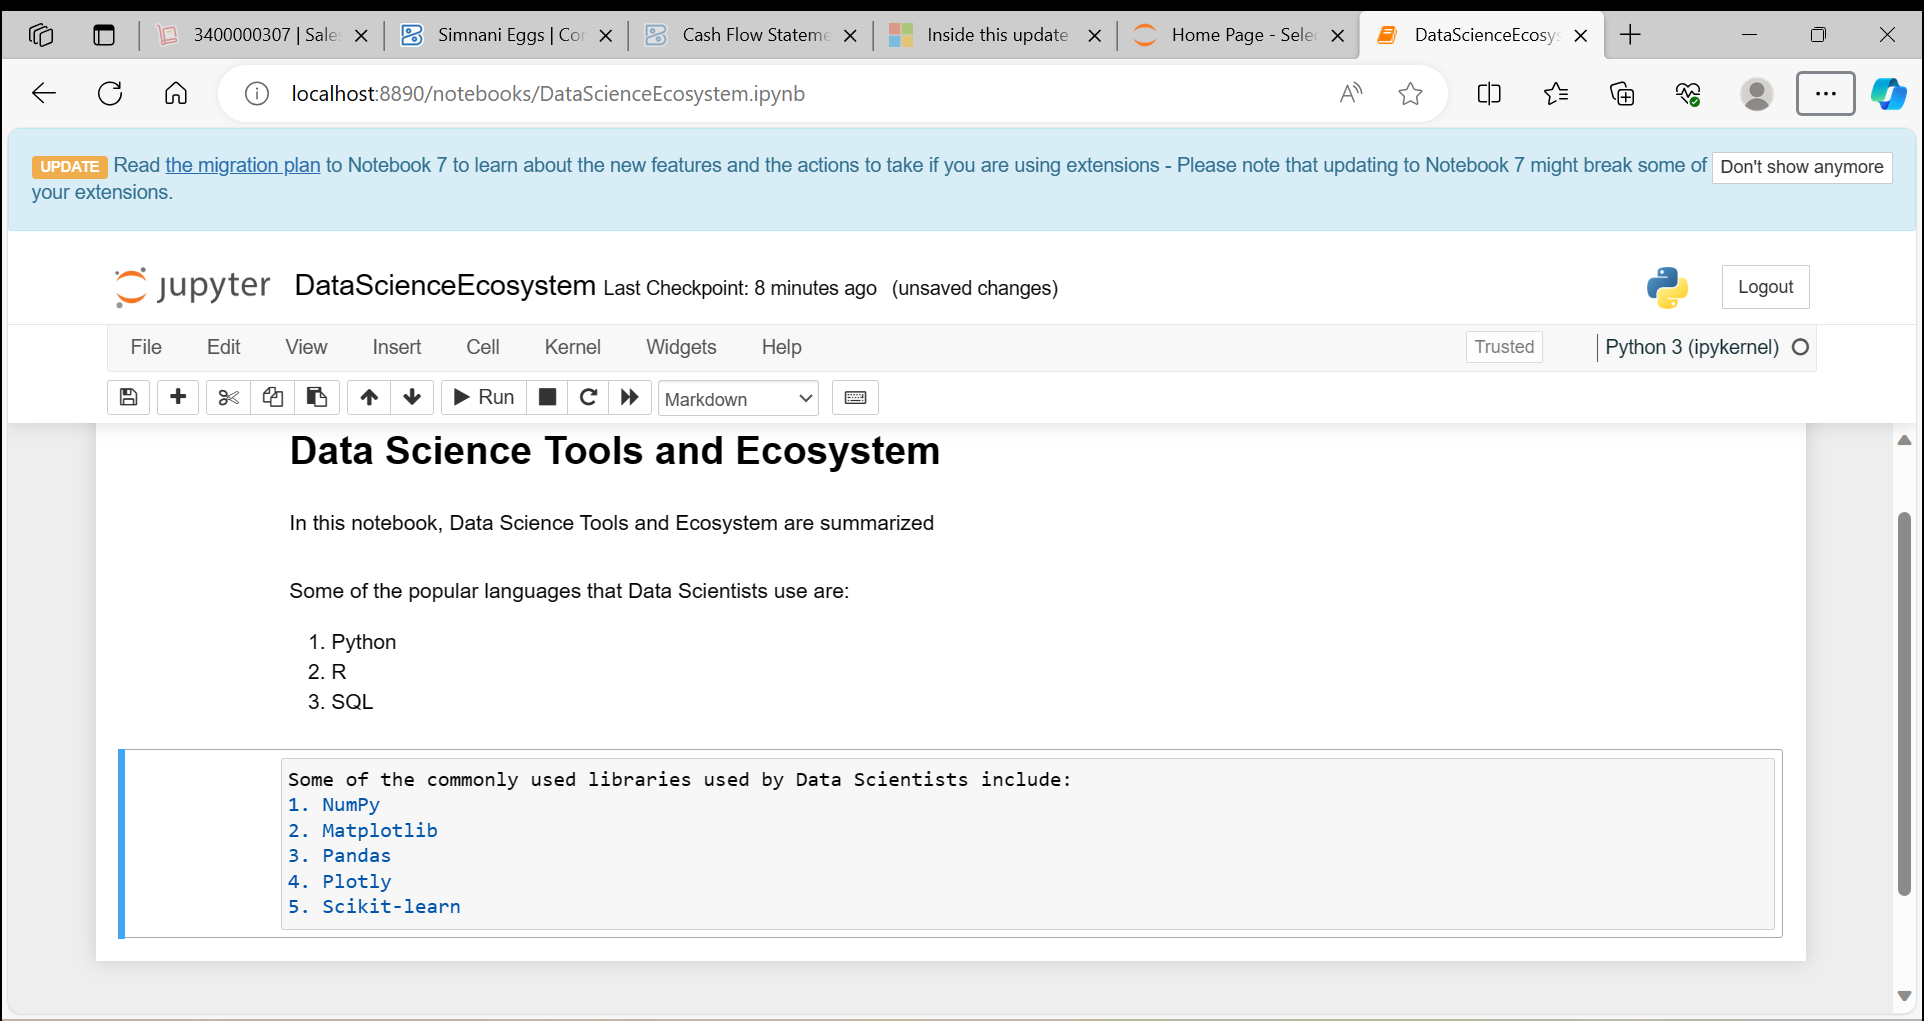 3400000307 | Sale
Simnani Eggs | Co
Cash Flow Stateme
Inside this update
Home Page - Sele
DataScienceEcosys
localhost:8890/notebooks/DataScienceEcosystem.ipynb
UPDATE Read the migration plan to Notebook 7 to learn about the new features and the actions to take if you are using extensions - Please note that updating to Notebook 7 might break some of
your extensions.
Don't show anymore
jupyter DataScienceEcosystem Last Checkpoint: 8 minutes ago (unsaved changes)
Logout
File Edit View Insert Cell Kernel Widgets Help
Trusted
Python 3 (ipykernel)
Run
Markdown
Data Science Tools and Ecosystem
In this notebook, Data Science Tools and Ecosystem are summarized
Some of the popular languages that Data Scientists use are:
1. Python
2. R
3. SQL
Some of the commonly used libraries used by Data Scientists include:
1. NumPy
2. Matplotlib
3. Pandas
4. Plotly
5. Scikit-learn